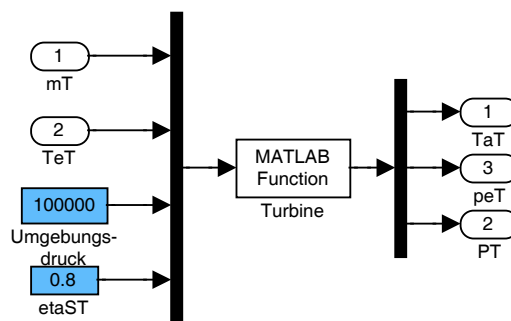 1
mT
2
TeT
100000
Umgebungs-
druck
0.8
etaST
MATLAB
Function
Turbine
1
TaT
3
peT
2
PT